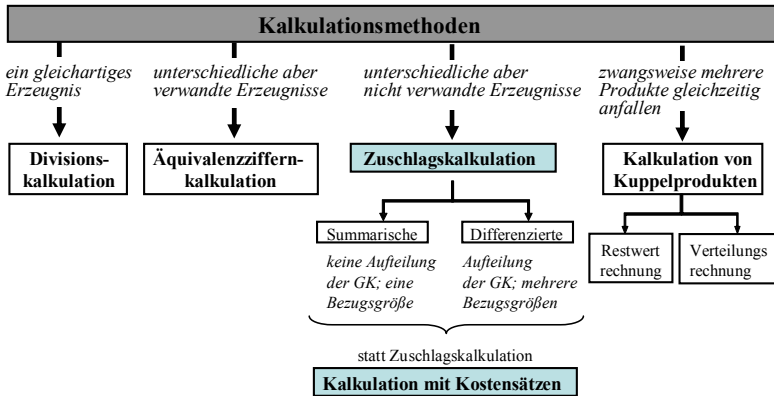 Kalkulationsmethoden
ein gleichartiges
Erzeugnis
unterschiedliche aber
verwandte Erzeugnisse
unterschiedliche aber
nicht verwandte Erzeugnisse
zwangsweise mehrere
Produkte gleichzeitig
anfallen
Divisions-
kalkulation
Äquivalenzziffern-
kalkulation
Zuschlagskalkulation
Kalkulation von
Kuppelprodukten
Summarische
Differenzierte
keine Aufteilung
der GK; eine
Bezugsgröße
Aufteilung
der GK; mehrere
Bezugsgrößen
Restwert
rechnung
Verteilungs
rechnung
statt Zuschlagskalkulation
Kalkulation mit Kostensätzen